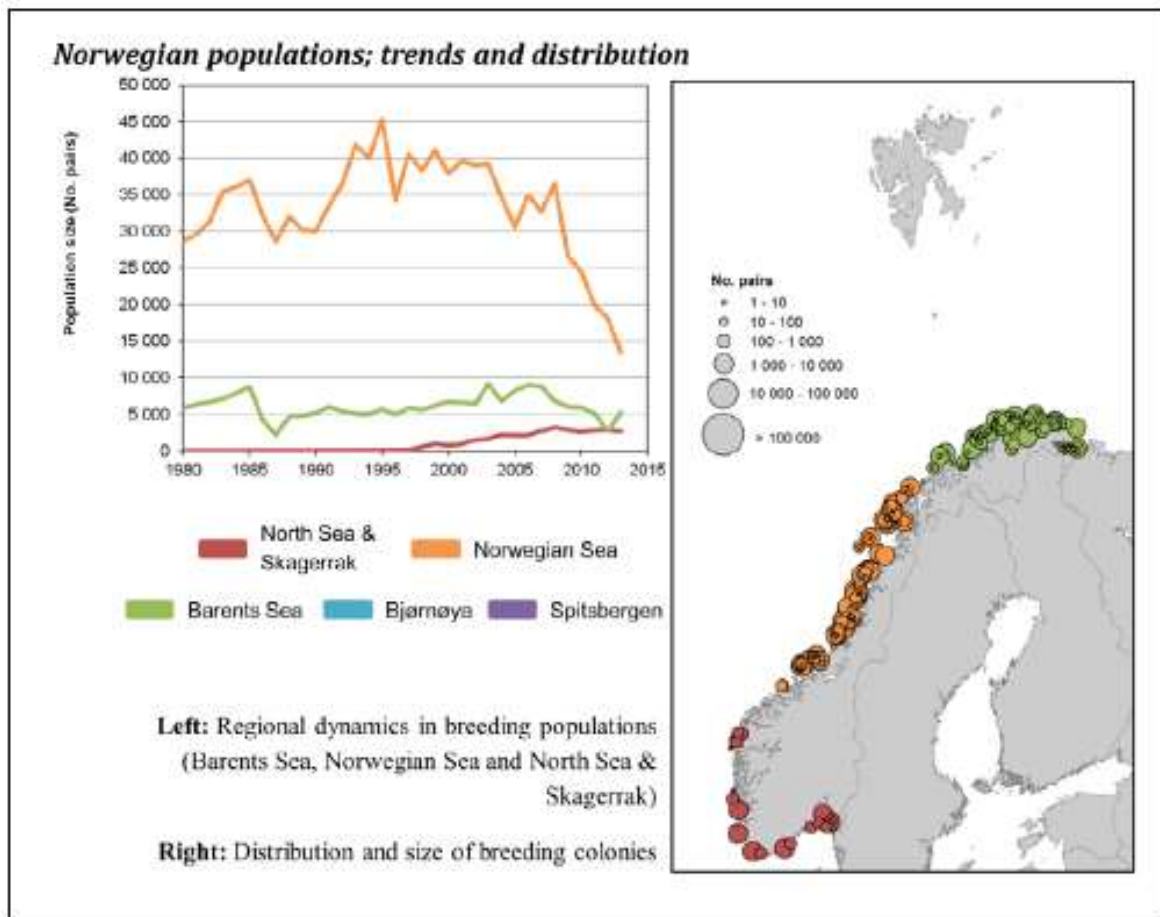 Norwegian populations; trends and distribution
Population size (No. pairs)
50 000
45 000
40 000
35 000
30 000
25 000
20 000
15 000
10 000
5 000
0
1980 1985 1990 1995 2000 2005 2010 2015
North Sea &
Skagerrak
Norwegian Sea
Barents Sea
Bjørnøya
Spitsbergen
Left: Regional dynamics in breeding populations
(Barents Sea, Norwegian Sea and North Sea &
Skagerrak)
Right: Distribution and size of breeding colonies
No. pairs
1 - 10
10 - 100
100 - 1 000
1 000 - 10 000
10 000 - 100 000
> 100 000